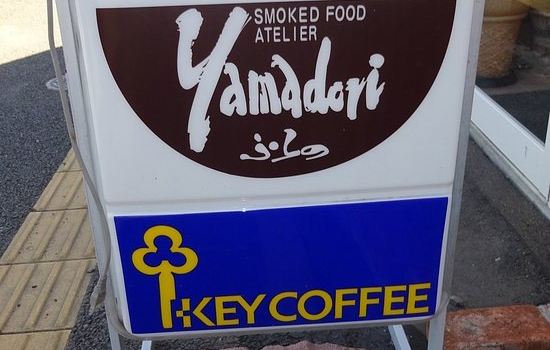 SMOKED FOOD
ATELIER
Yamadori
KEY COFFEE